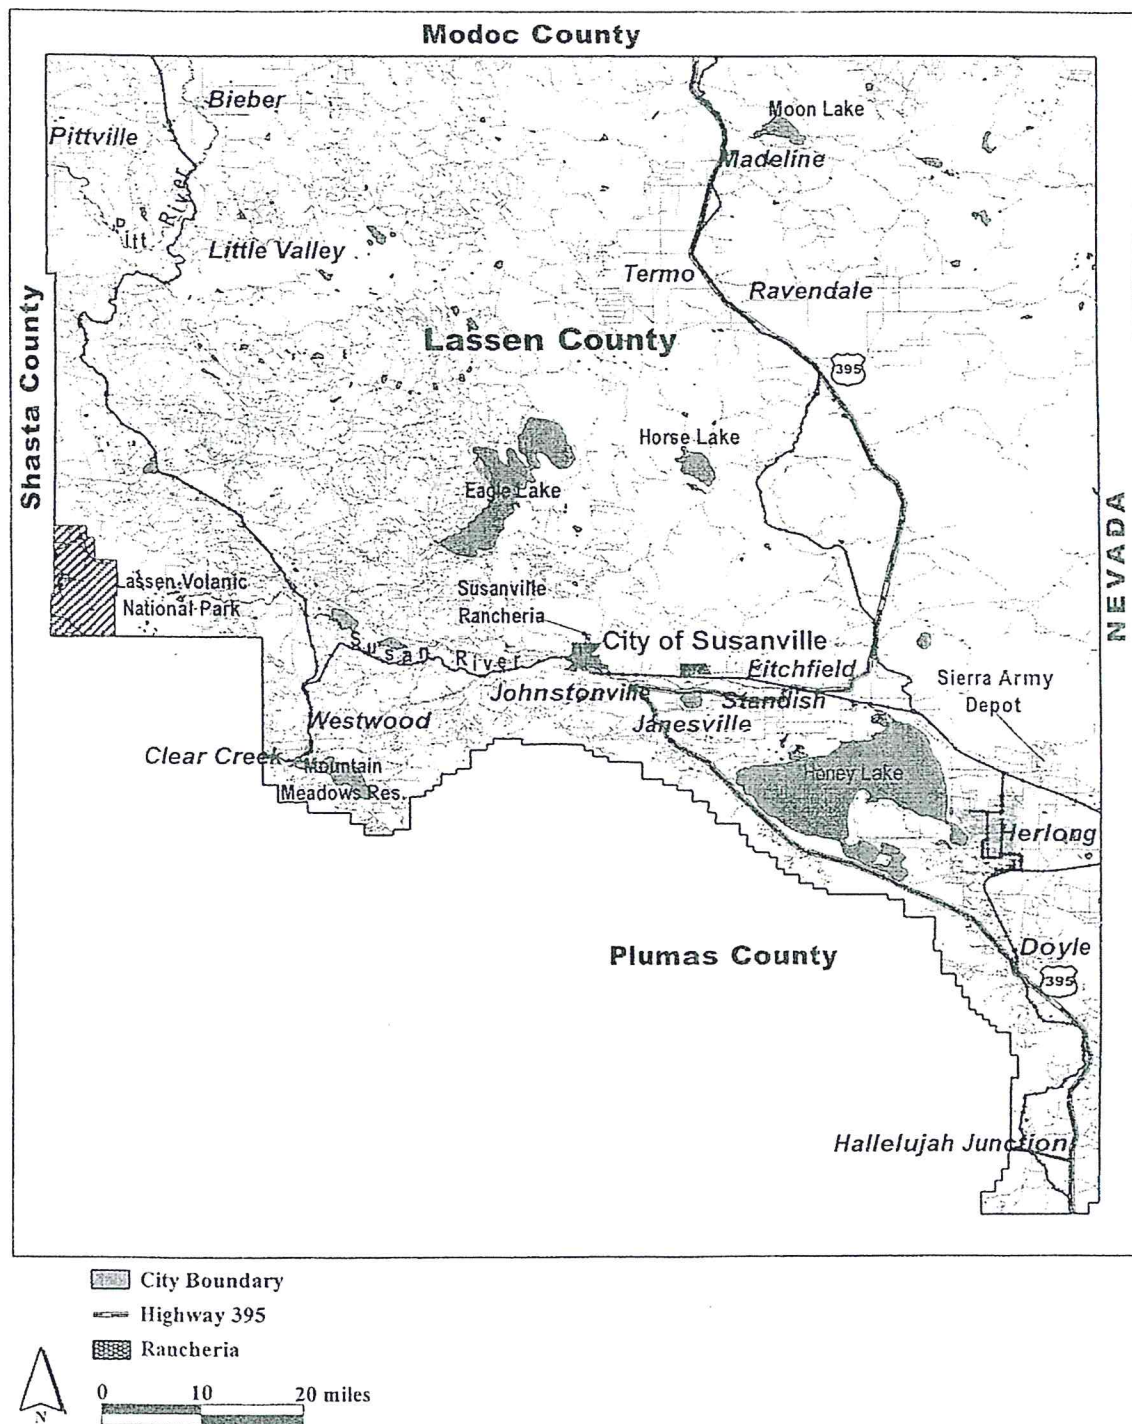 Modoc County
Bieber
Moon Lake
Pittville
Madeline
River
Itt
Little Valley
Termo
Ravendale
Shasta County
Lassen County
395
Horse Lake
Eagle Lake
NEVADA
Lassen Volanic
National Park
Susanville
Rancheria
City of Susanville
Susan River
Litchfield
Sierra Army
Depot
Johnstonville
Standish
Westwood
Janesville
Clear Creek
Mountain
Meadows Res.
Honey Lake
Herlong
Plumas County
Doyle
395
Hallelujah Junction
City Boundary
Highway 395
Rancheria
0 10 20 miles
N